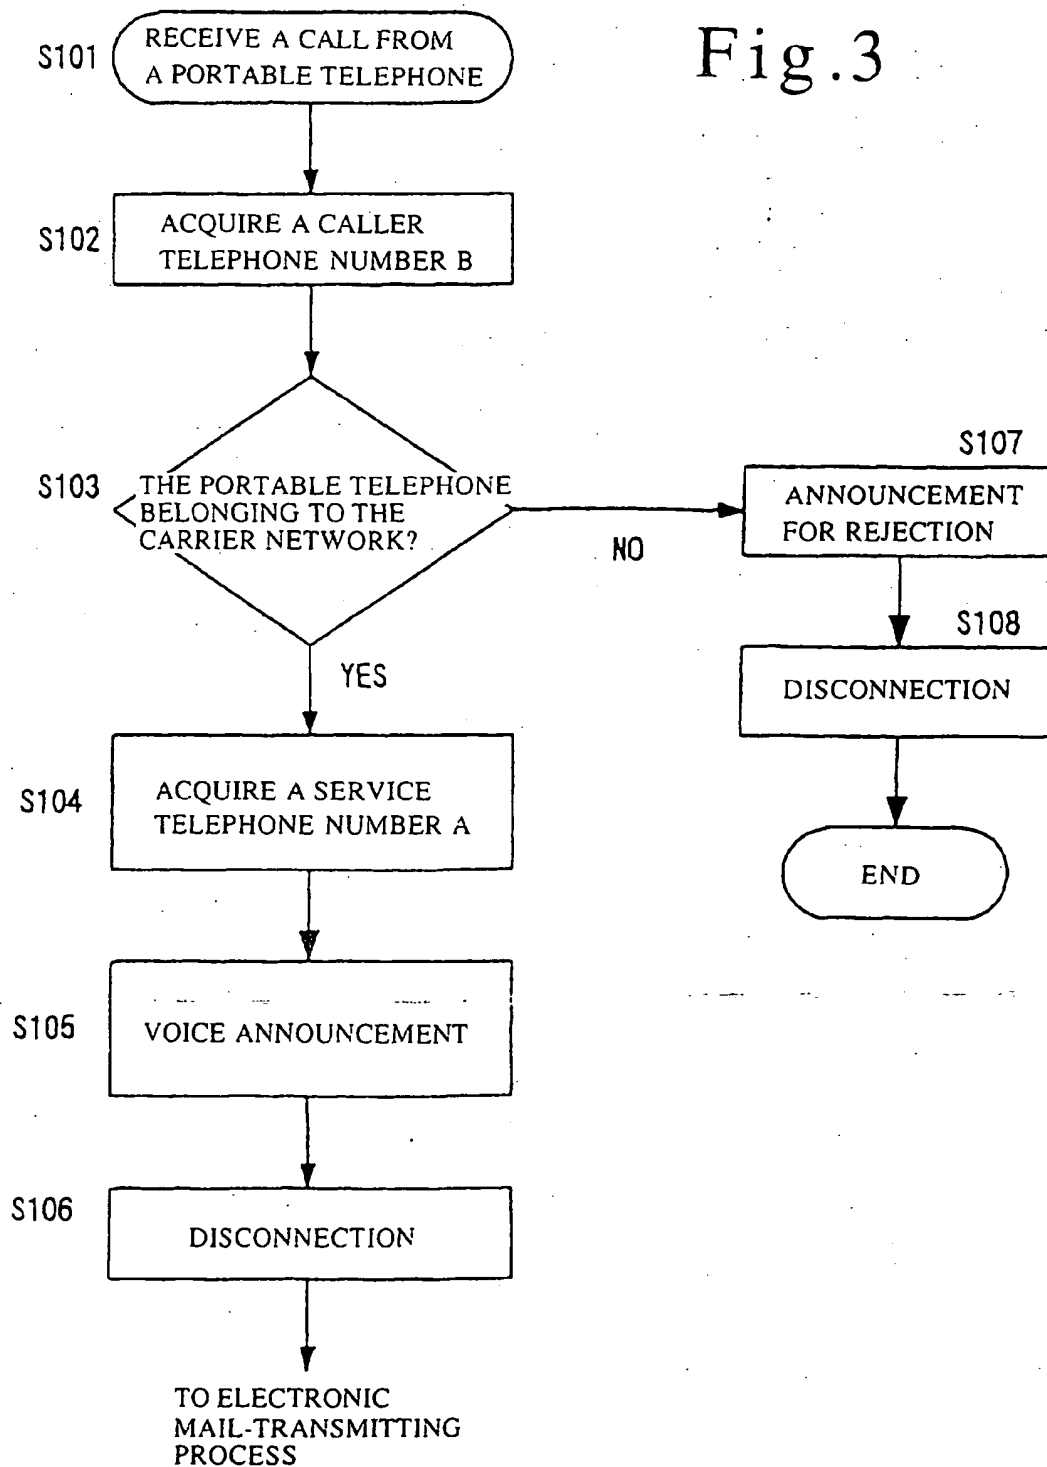 Fig.3
S101
RECEIVE A CALL FROM
A PORTABLE TELEPHONE
S102
ACQUIRE A CALLER
TELEPHONE NUMBER B
S103
THE PORTABLE TELEPHONE
BELONGING TO THE
CARRIER NETWORK?
NO
YES
S107
ANNOUNCEMENT
FOR REJECTION
S108
DISCONNECTION
END
S104
ACQUIRE A SERVICE
TELEPHONE NUMBER A
S105
VOICE ANNOUNCEMENT
S106
DISCONNECTION
TO ELECTRONIC
MAIL-TRANSMITTING
PROCESS